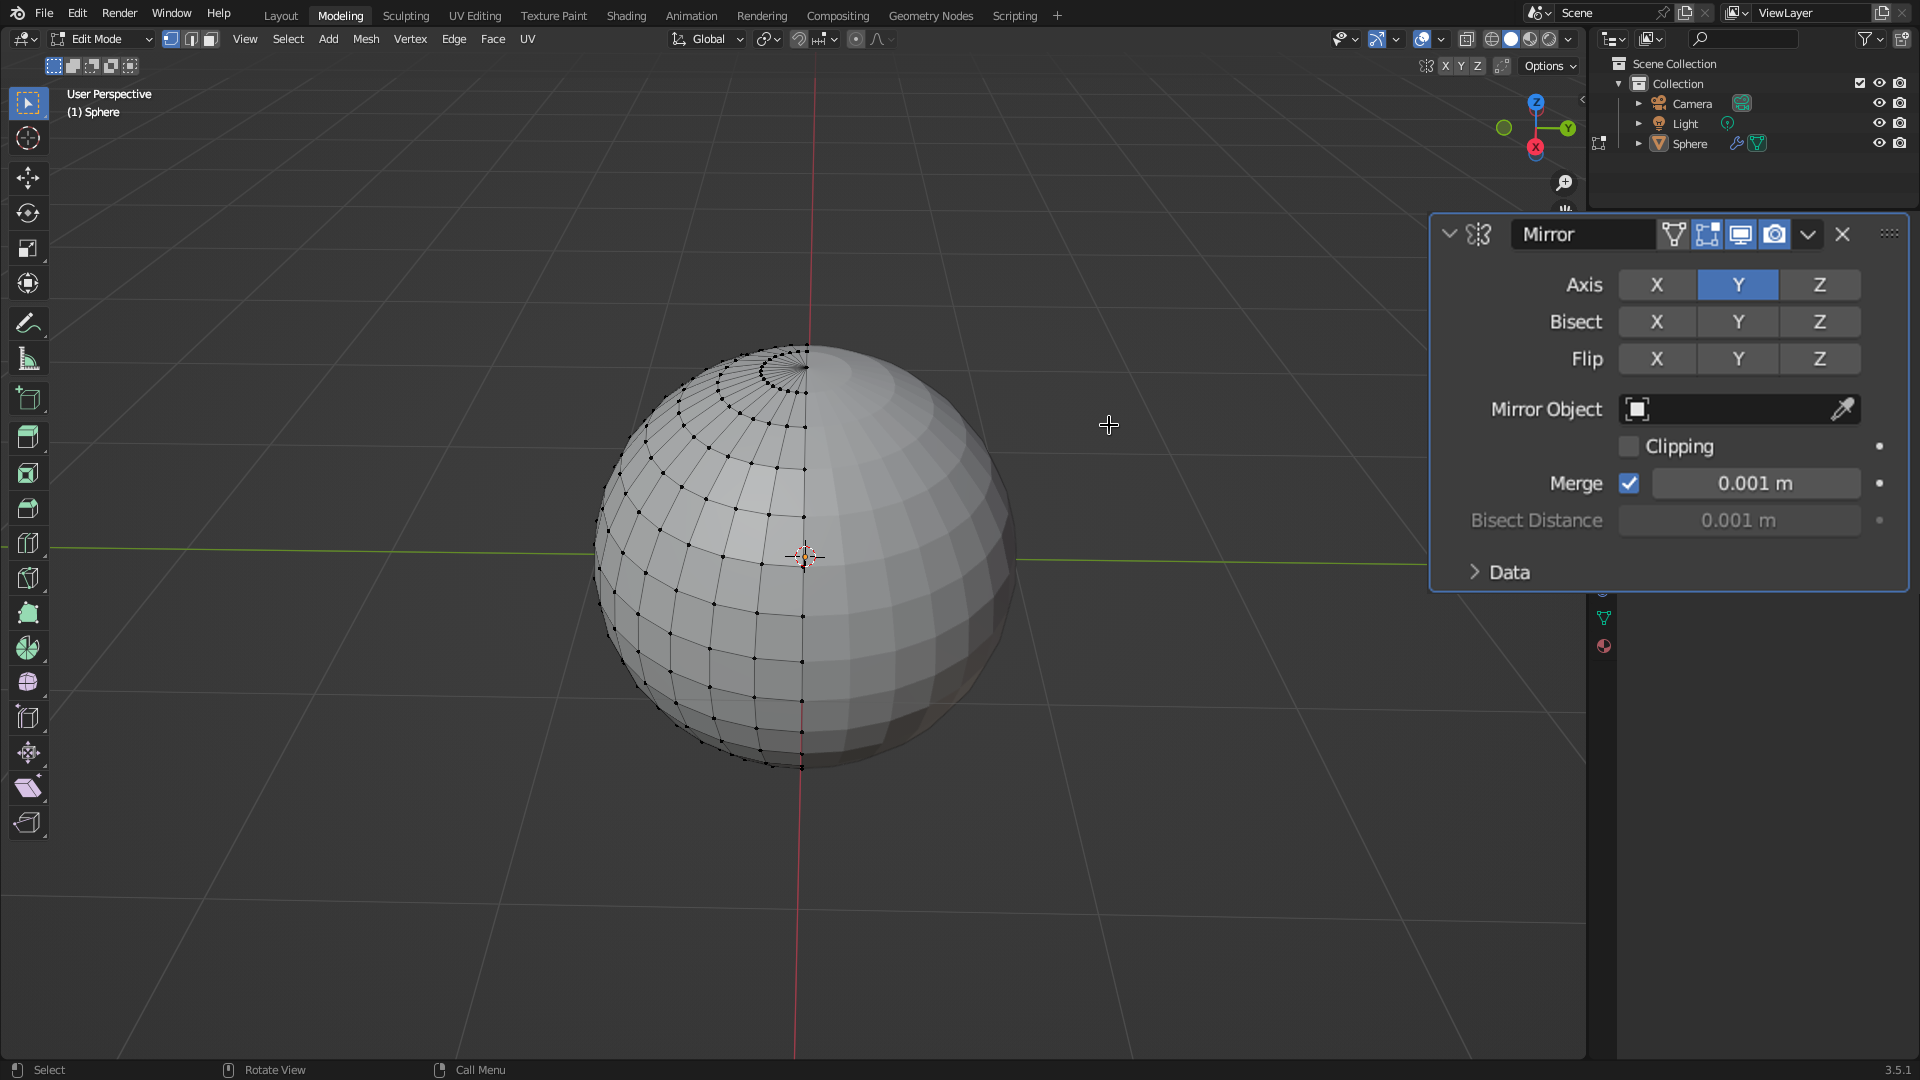 File Edit Render Window Help Layout Modeling Sculpting UV Editing Texture Paint Shading Animation Rendering Compositing Geometry Nodes Scripting + Scene ViewLayer
Edit Mode View Select Add Mesh Vertex Edge Face UV Global
X Y Z Options
User Perspective
(1) Sphere
Z
Y
X
Scene Collection
Collection
Camera
Light
Sphere
Mirror
Axis X Y Z
Bisect X Y Z
Flip X Y Z
Mirror Object
Clipping
Merge 0.001 m
Bisect Distance 0.001 m
Data
Select Rotate View Call Menu 3.5.1